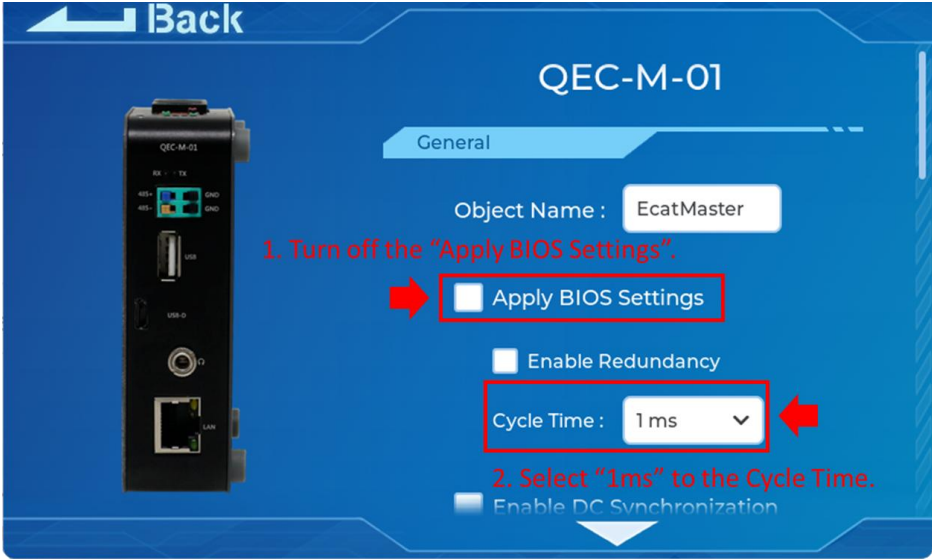 Back
QEC-M-01
General
QEC-M-01
RX TX
485+ GND
485- GND
USB
USB-D
LAN
Object Name : EcatMaster
1. Turn off the “Apply BIOS Settings”.
Apply BIOS Settings
Enable Redundancy
Cycle Time : 1 ms
2. Select “1ms” to the Cycle Time.
Enable DC Synchronization